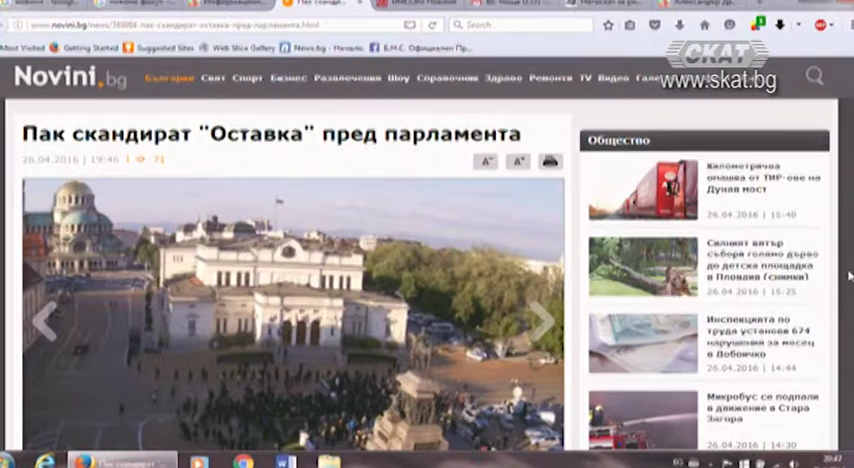 www.novini.bg/news/349984-пак-скандират-оставка-пред-парламента.html
Search
Most Visited Getting Started Suggested Sites Web Slice Gallery News.bg - Начало
СКАТ
www.skat.bg
Novini.bg
България Свят Спорт Бизнес Развлечения Шоу Справочник Здраве Ремонти TV Видео
Пак скандират "Оставка" пред парламента
26.04.2016 | 19:46 | 71
A- A+
Общество
Километрична
опашка от ТИР-ове на
Дунав мост
26.04.2016 | 15:40
Силният вятър
събори голямо дърво
до детска площадка
в Пловдив (снимки)
26.04.2016 | 15:25
Инспекцията по
труда установи 674
нарушения за месец
в Добричко
26.04.2016 | 14:44
Микробус се подпали
в движение в Стара
Загора
26.04.2016 | 14:30
Пак скандират "
20:47